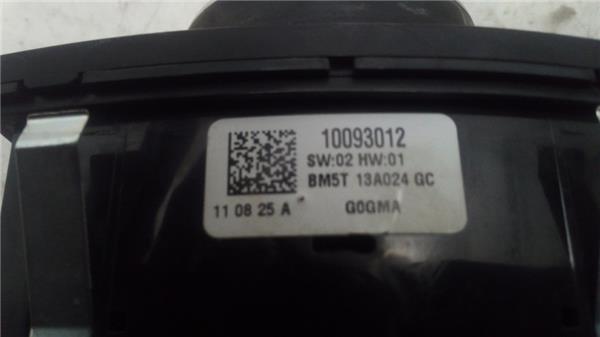 10093012
SW:02 HW:01
BM5T 13A024 GC
11 08 25 A G0GMA